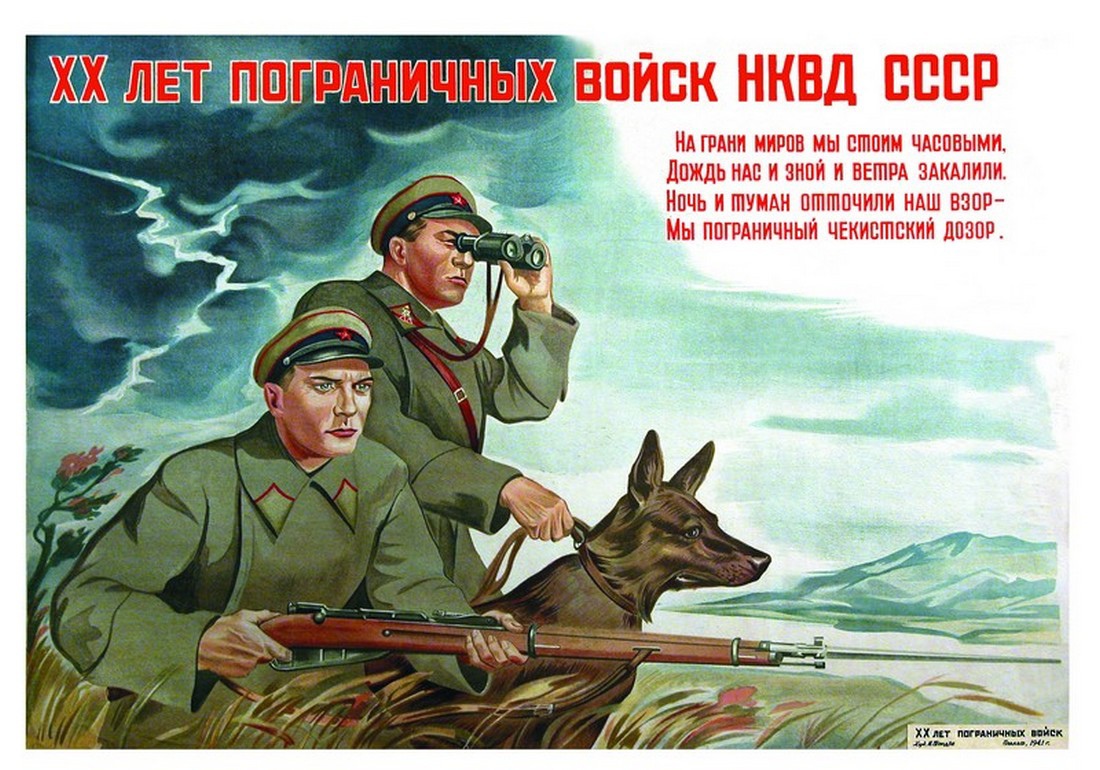 XX ЛЕТ ПОГРАНИЧНЫХ ВОЙСК НКВД СССР
НА ГРАНИ МИРОВ МЫ СТОИМ ЧАСОВЫМИ,
ДОЖДЬ НАС И ЗНОЙ И ВЕТРА ЗАКАЛИЛИ.
НОЧЬ И ТУМАН ОТТОЧИЛИ НАШ ВЗОР–
МЫ ПОГРАНИЧНЫЙ ЧЕКИСТСКИЙ ДОЗОР.
XX ЛЕТ ПОГРАНИЧНЫХ ВОЙСК
1941 г.